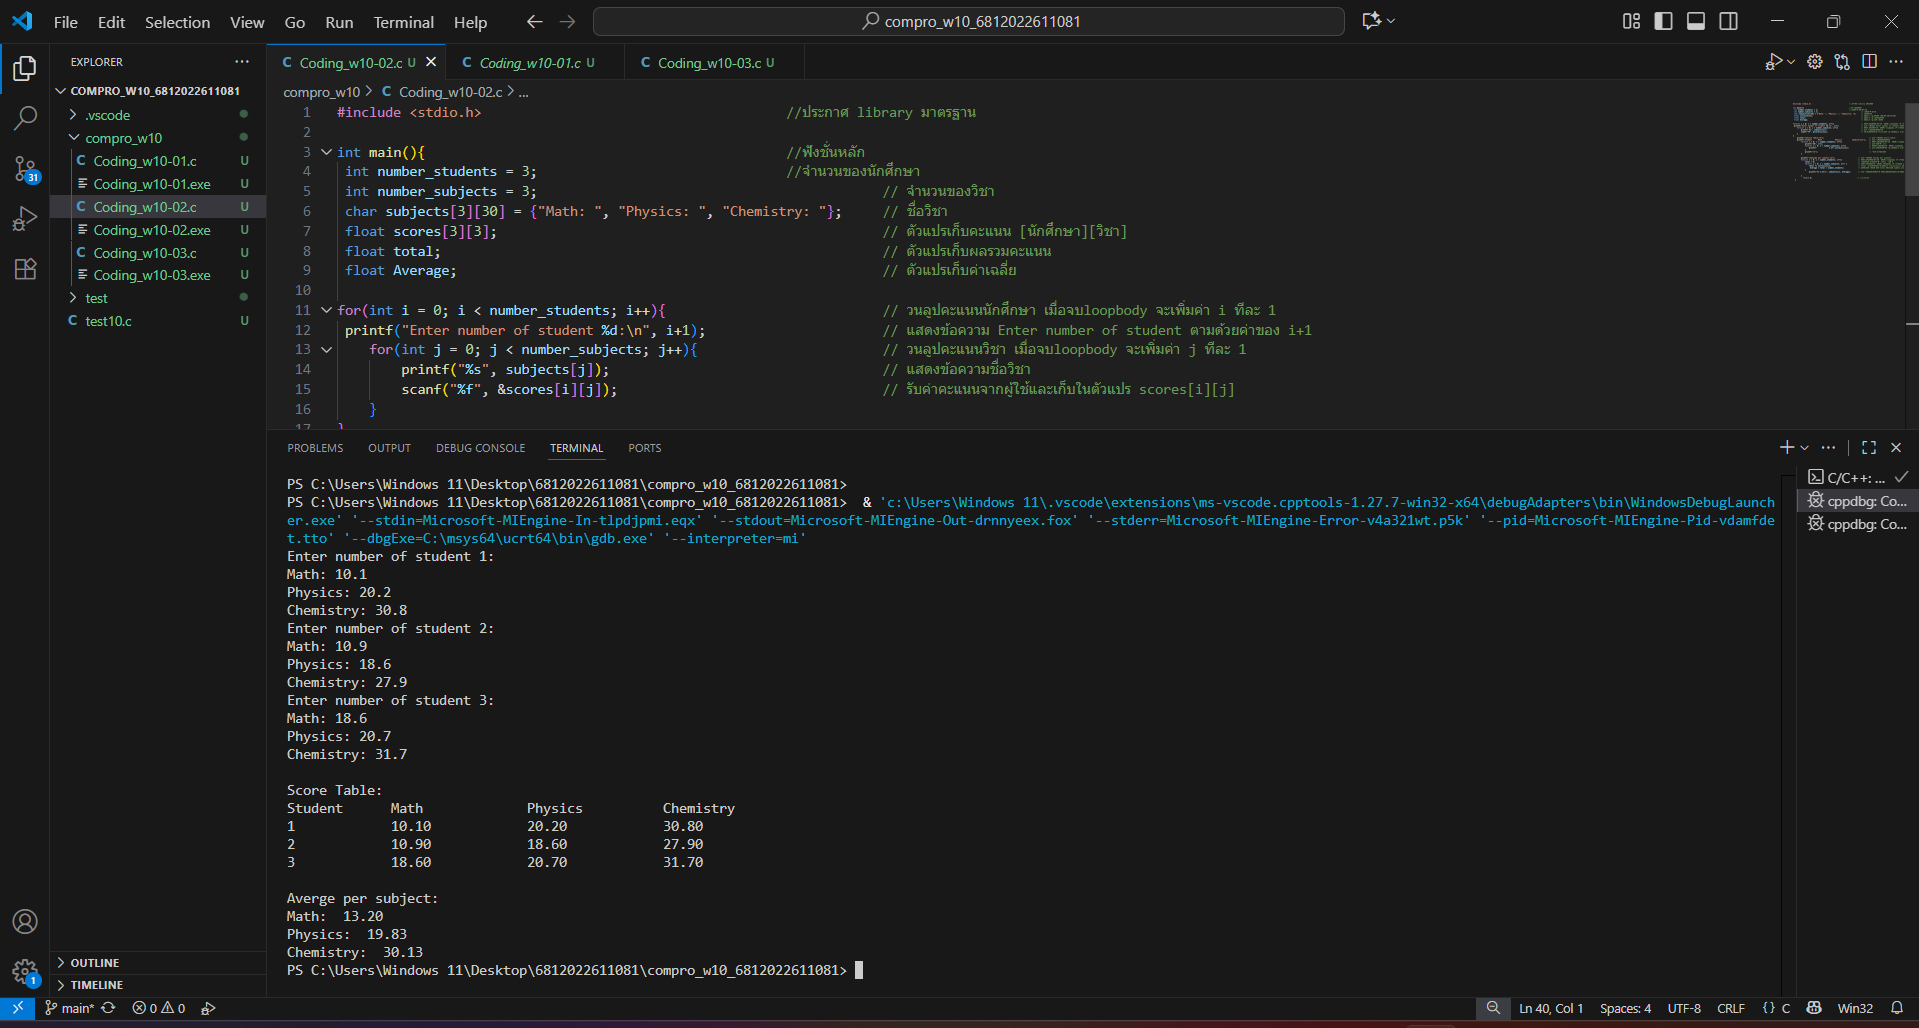 File Edit Selection View Go Run Terminal Help
compro_w10_6812022611081
EXPLORER
COMPRO_W10_6812022611081
.vscode
compro_w10
C Coding_w10-01.c U
Coding_w10-01.exe U
C Coding_w10-02.c U
Coding_w10-02.exe U
C Coding_w10-03.c U
Coding_w10-03.exe U
test
C test10.c U
31
OUTLINE
TIMELINE
1
C Coding_w10-02.c U
C Coding_w10-01.c U
C Coding_w10-03.c U
compro_w10 > C Coding_w10-02.c > ...
1 #include <stdio.h> //ประกาศ library มาตรฐาน
2
3 int main(){ //ฟังชั่นหลัก
4 int number_students = 3; //จำนวนของนักศึกษา
5 int number_subjects = 3; // จำนวนของวิชา
6 char subjects[3][30] = {"Math: ", "Physics: ", "Chemistry: "}; // ชื่อวิชา
7 float scores[3][3]; // ตัวแปรเก็บคะแนน [นักศึกษา][วิชา]
8 float total; // ตัวแปรเก็บผลรวมคะแนน
9 float Average; // ตัวแปรเก็บค่าเฉลี่ย
10
11 for(int i = 0; i < number_students; i++){ // วนลูปคะแนนนักศึกษา เมื่อจบloopbody จะเพิ่มค่า i ทีละ 1
12 printf("Enter number of student %d:\n", i+1); // แสดงข้อความ Enter number of student ตามด้วยค่าของ i+1
13 for(int j = 0; j < number_subjects; j++){ // วนลูปคะแนนวิชา เมื่อจบloopbody จะเพิ่มค่า j ทีละ 1
14 printf("%s", subjects[j]); // แสดงข้อความชื่อวิชา
15 scanf("%f", &scores[i][j]); // รับค่าคะแนนจากผู้ใช้และเก็บในตัวแปร scores[i][j]
16 }
17 }
PROBLEMS OUTPUT DEBUG CONSOLE TERMINAL PORTS
PS C:\Users\Windows 11\Desktop\6812022611081\compro_w10_6812022611081>
PS C:\Users\Windows 11\Desktop\6812022611081\compro_w10_6812022611081> & 'c:\Users\Windows 11\.vscode\extensions\ms-vscode.cpptools-1.27.7-win32-x64\debugAdapters\bin\WindowsDebugLaunch
er.exe' '--stdin=Microsoft-MIEngine-In-tlpdjpmi.eqx' '--stdout=Microsoft-MIEngine-Out-drnnyeex.fox' '--stderr=Microsoft-MIEngine-Error-v4a321wt.p5k' '--pid=Microsoft-MIEngine-Pid-vdamfde
t.tto' '--dbgExe=C:\msys64\ucrt64\bin\gdb.exe' '--interpreter=mi'
Enter number of student 1:
Math: 10.1
Physics: 20.2
Chemistry: 30.8
Enter number of student 2:
Math: 10.9
Physics: 18.6
Chemistry: 27.9
Enter number of student 3:
Math: 18.6
Physics: 20.7
Chemistry: 31.7
Score Table:
Student Math Physics Chemistry
1 10.10 20.20 30.80
2 10.90 18.60 27.90
3 18.60 20.70 31.70
Averge per subject:
Math: 13.20
Physics: 19.83
Chemistry: 30.13
PS C:\Users\Windows 11\Desktop\6812022611081\compro_w10_6812022611081>
C/C++: ...
cppdbg: Co...
cppdbg: Co...
main* 0 0
Ln 40, Col 1 Spaces: 4 UTF-8 CRLF {} C Win32